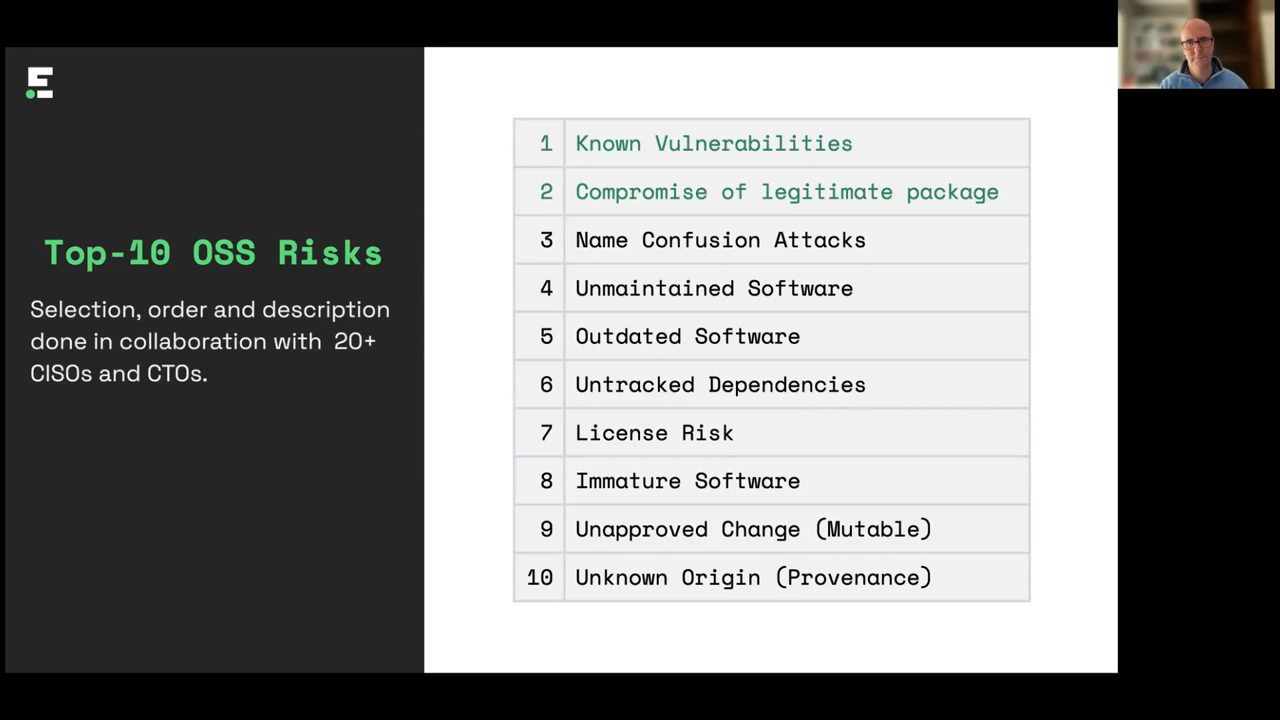 Top-10 OSS Risks
Selection, order and description
done in collaboration with 20+
CISOs and CTOs.
1 Known Vulnerabilities
2 Compromise of legitimate package
3 Name Confusion Attacks
4 Unmaintained Software
5 Outdated Software
6 Untracked Dependencies
7 License Risk
8 Immature Software
9 Unapproved Change (Mutable)
10 Unknown Origin (Provenance)